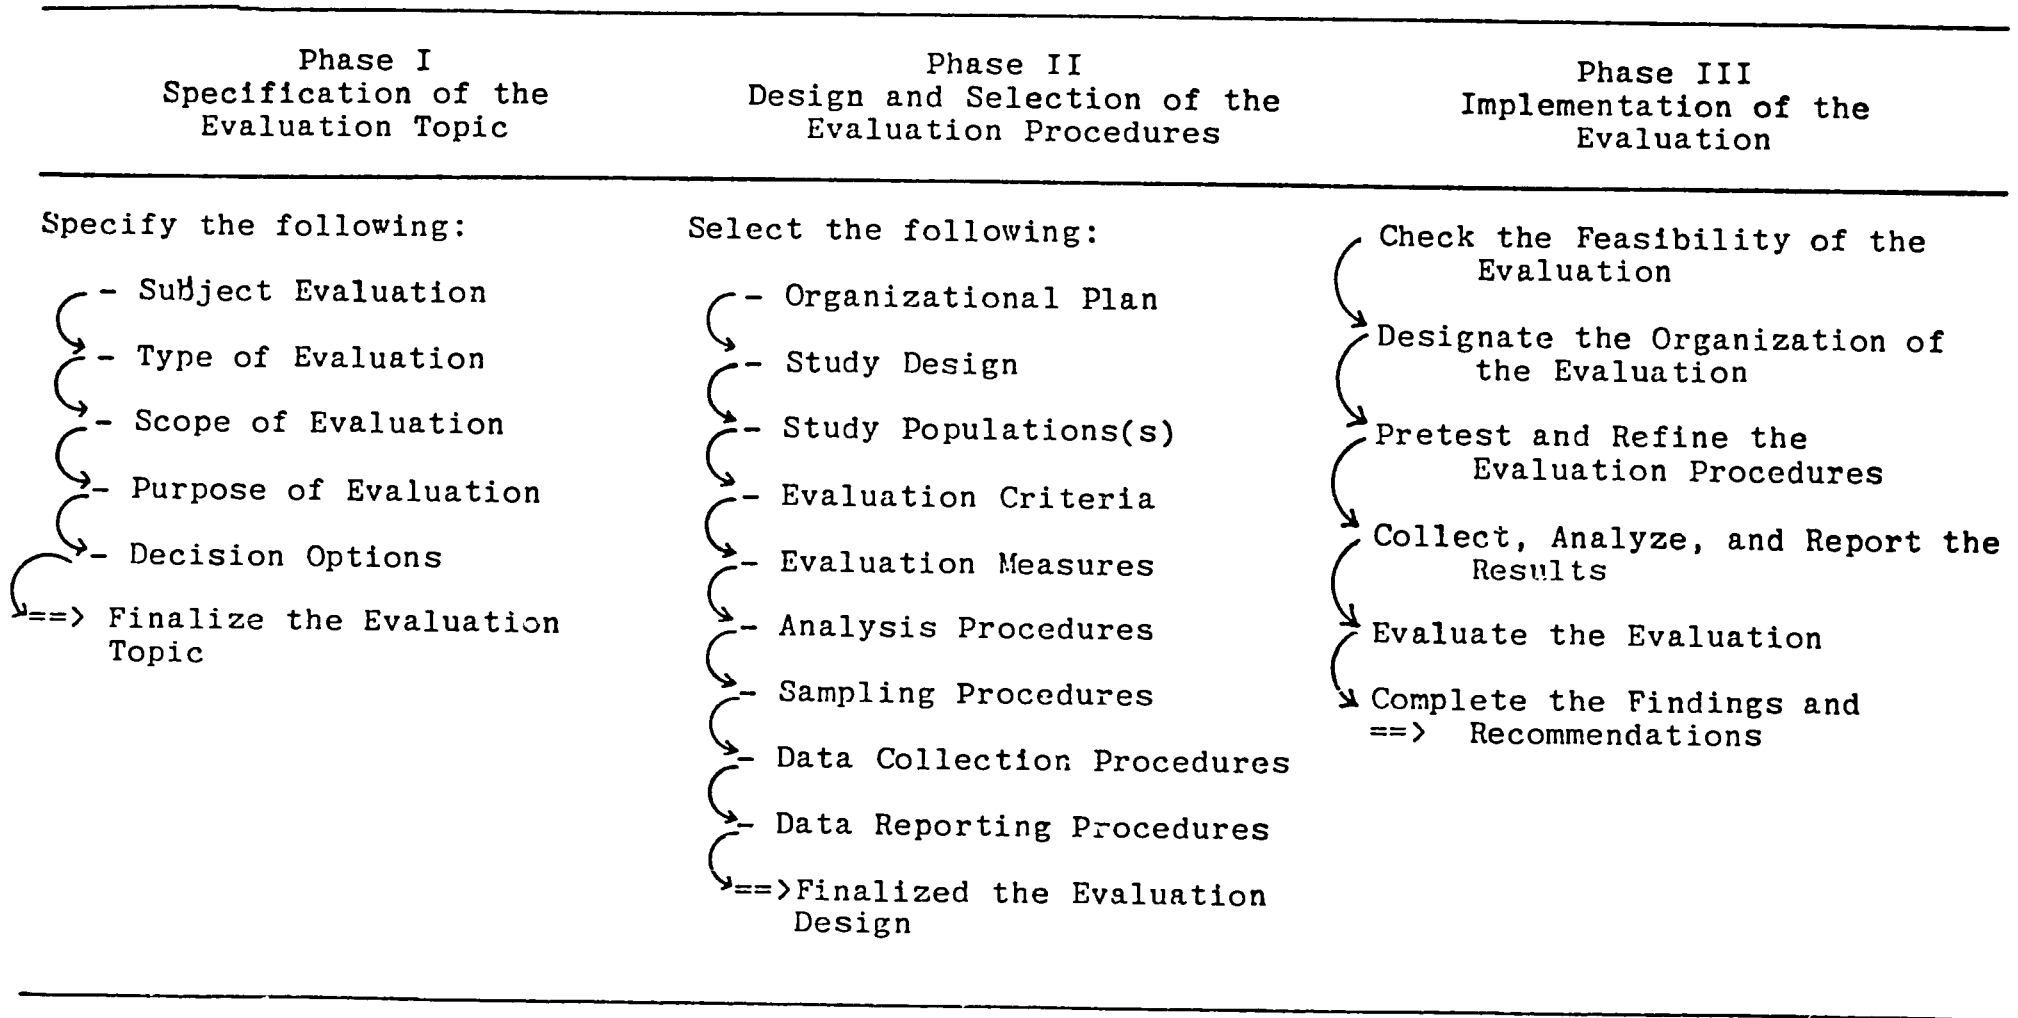 Phase I
Specification of the
Evaluation Topic
Phase II
Design and Selection of the
Evaluation Procedures
Phase III
Implementation of the
Evaluation
Specify the following:
- Subject Evaluation
- Type of Evaluation
- Scope of Evaluation
- Purpose of Evaluation
- Decision Options
==> Finalize the Evaluation
Topic
Select the following:
- Organizational Plan
- Study Design
- Study Populations(s)
- Evaluation Criteria
- Evaluation Measures
- Analysis Procedures
- Sampling Procedures
- Data Collection Procedures
- Data Reporting Procedures
==>Finalized the Evaluation
Design
Check the Feasibility of the
Evaluation
Designate the Organization of
the Evaluation
Pretest and Refine the
Evaluation Procedures
Collect, Analyze, and Report the
Results
Evaluate the Evaluation
Complete the Findings and
==> Recommendations